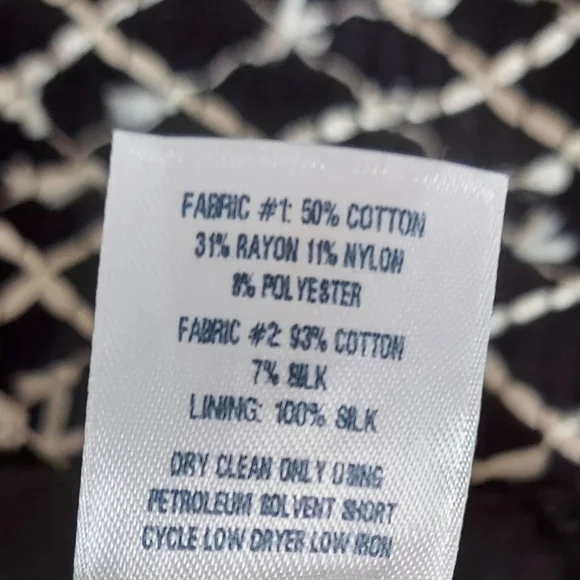 FABRIC #1: 50% COTTON
31% RAYON 11% NYLON
8% POLYESTER
FABRIC #2: 93% COTTON
7% SILK
LINING: 100% SILK
DRY CLEAN ONLY USING
PETROLEUM SOLVENT SHORT
CYCLE LOW DRYER LOW IRON